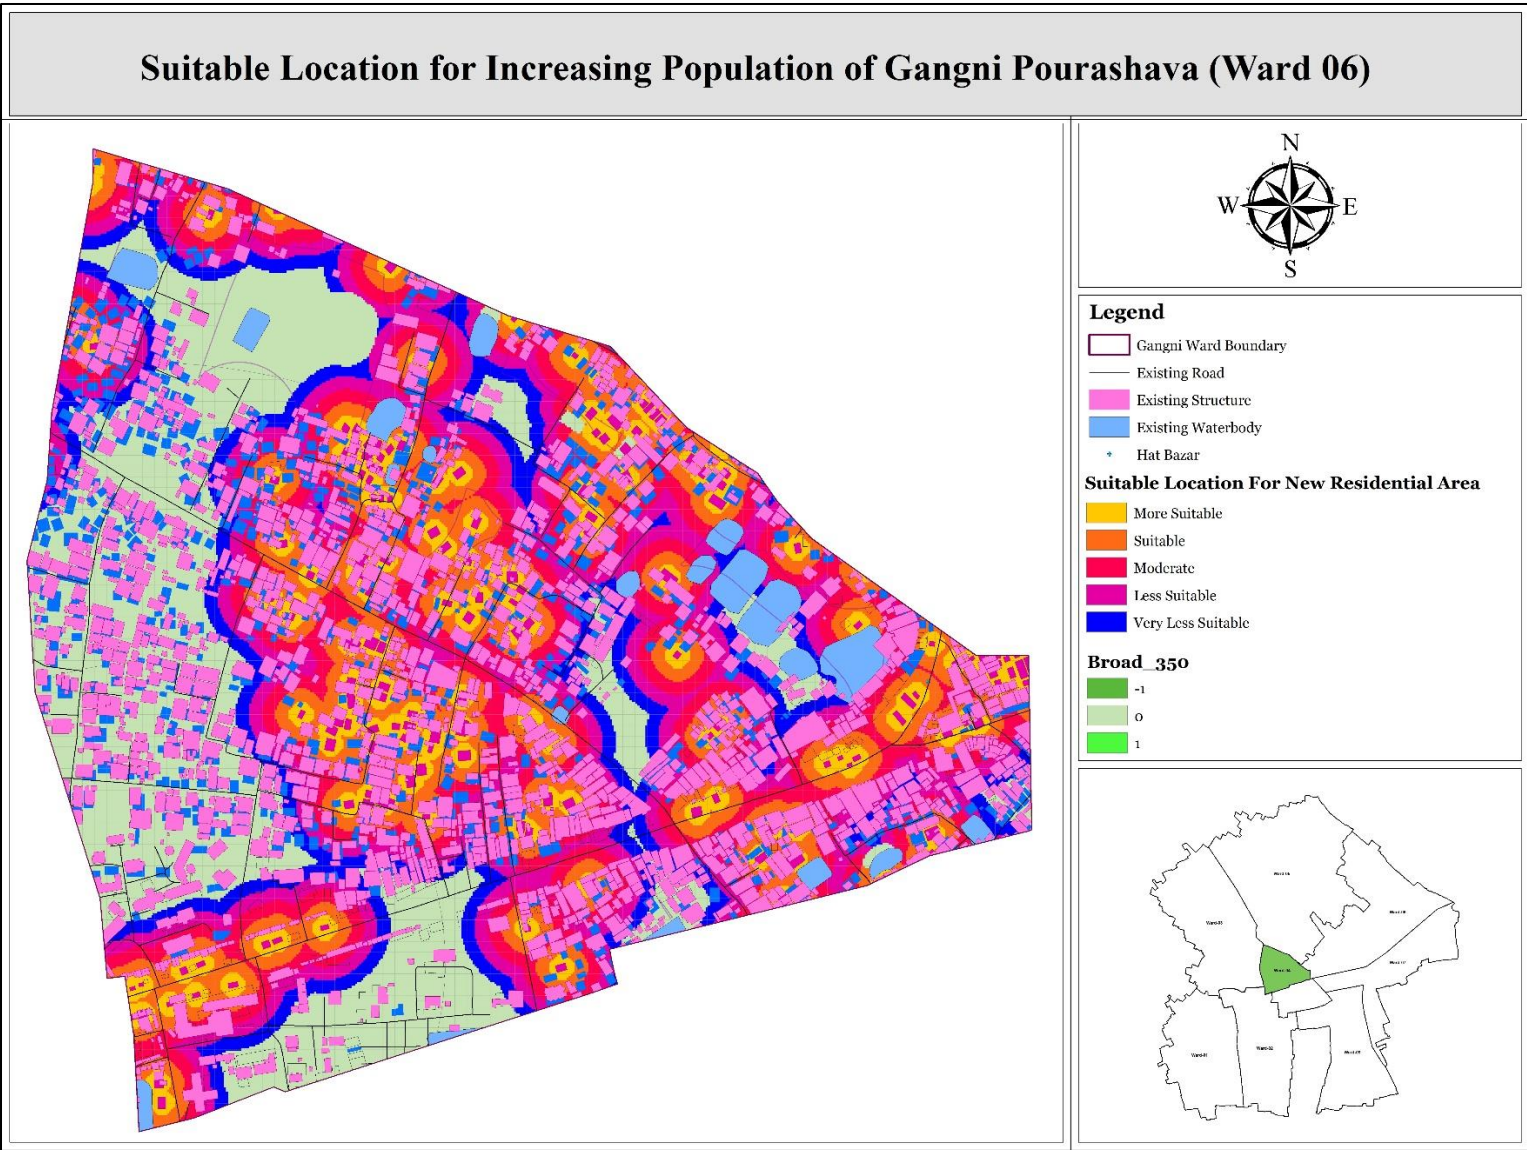 Suitable Location for Increasing Population of Gangni Pourashava (Ward 06)
N
W
E
S
Legend
Gangni Ward Boundary
Existing Road
Existing Structure
Existing Waterbody
Hat Bazar
Suitable Location For New Residential Area
More Suitable
Suitable
Moderate
Less Suitable
Very Less Suitable
Broad_350
-1
0
1